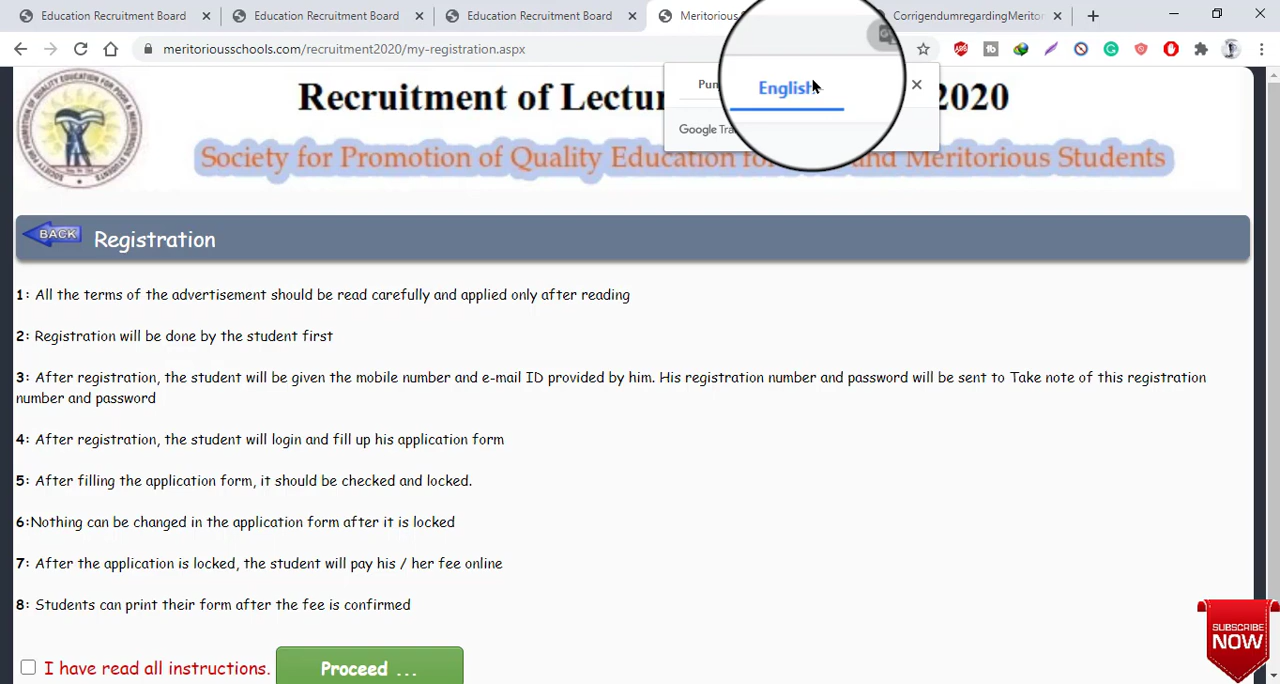 Education Recruitment Board
Education Recruitment Board
Education Recruitment Board
Meritorious
CorrigendumregardingMeritor
meritoriousschools.com/recruitment2020/my-registration.aspx
English
Google
Recruitment of 2020
Society for Promotion of Quality Education Meritorious Students
BACK Registration
1: All the terms of the advertisement should be read carefully and applied only after reading
2: Registration will be done by the student first
3: After registration, the student will be given the mobile number and e-mail ID provided by him. His registration number and password will be sent to Take note of this registration
number and password
4: After registration, the student will login and fill up his application form
5: After filling the application form, it should be checked and locked.
6:Nothing can be changed in the application form after it is locked
7: After the application is locked, the student will pay his / her fee online
8: Students can print their form after the fee is confirmed
I have read all instructions. Proceed ...
SUBSCRIBE
NOW